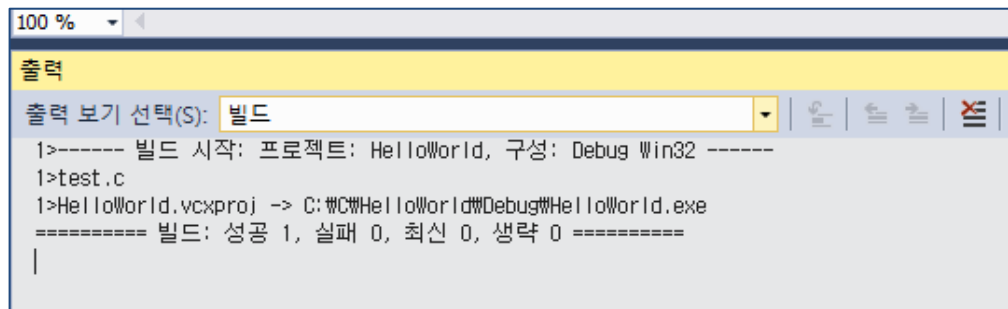 100 %
출력
출력 보기 선택(S): 빌드
1>------ 빌드 시작: 프로젝트: HelloWorld, 구성: Debug Win32 ------
1>test.c
1>HelloWorld.vcxproj -> C:₩C₩HelloWorld₩Debug₩HelloWorld.exe
========== 빌드: 성공 1, 실패 0, 최신 0, 생략 0 ==========